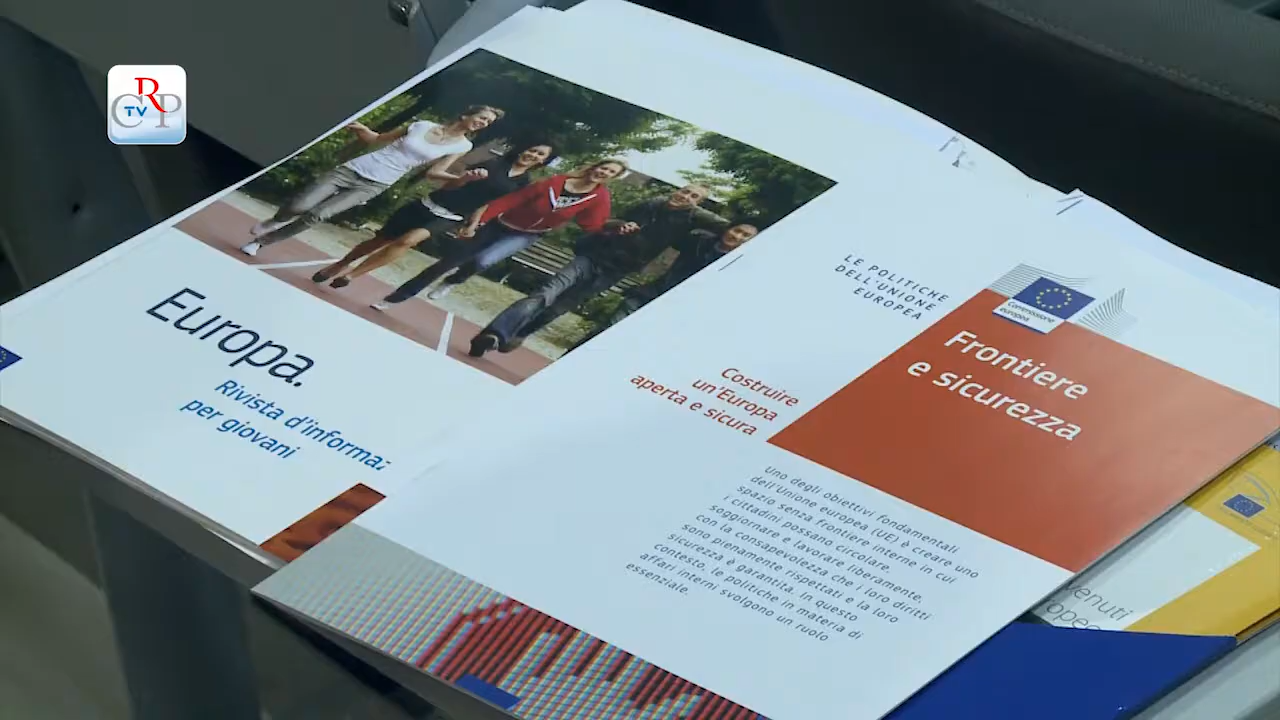 CRP
TV
Europa.
Rivista d'informaz
per giovani
LE POLITICHE
DELL'UNIONE
EUROPEA
Commissione
europea
Frontiere
e sicurezza
Costruire
un'Europa
aperta e sicura
Uno degli obiettivi fondamentali
dell'Unione europea (UE) è creare uno
spazio senza frontiere interne in cui
i cittadini possano circolare,
soggiornare e lavorare liberamente,
con la consapevolezza che i loro diritti
sono pienamente rispettati e la loro
sicurezza è garantita. In questo
contesto, le politiche in materia di
affari interni svolgono un ruolo
essenziale.
venuti